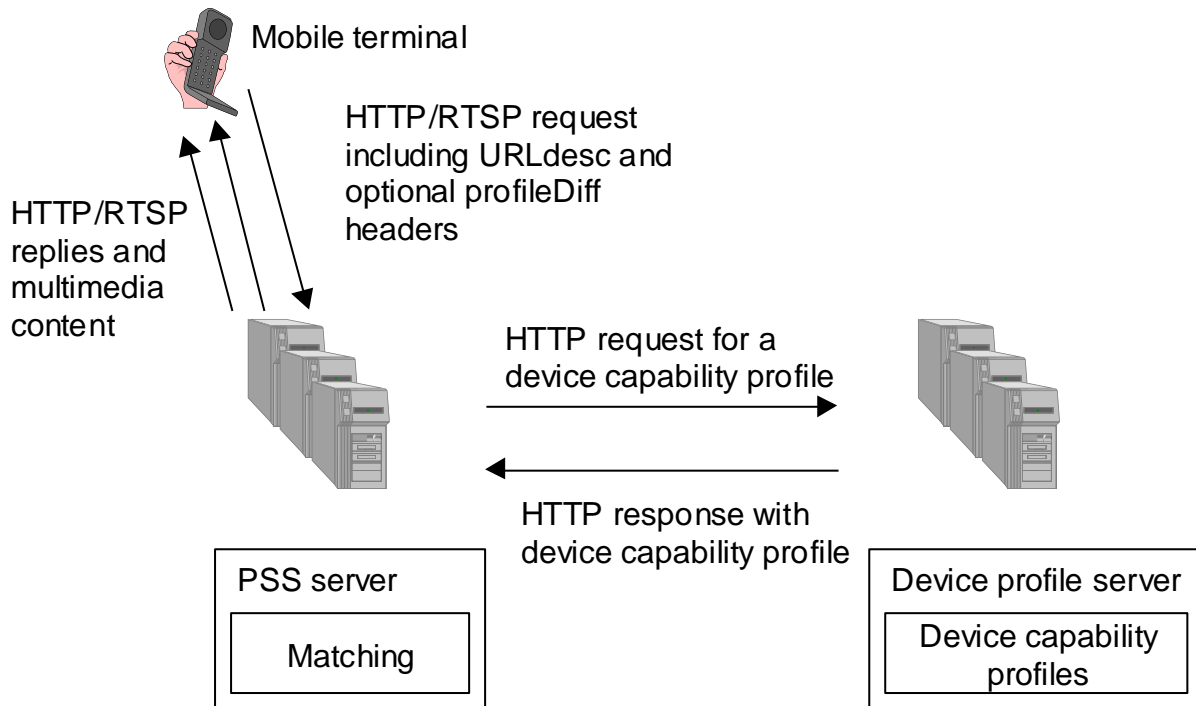 Mobile terminal
HTTP/RTSP request
including URLdesc and
optional profileDiff
headers
HTTP/RTSP
replies and
multimedia
content
HTTP request for a
device capability profile
HTTP response with
device capability profile
PSS server
Matching
Device profile server
Device capability
profiles